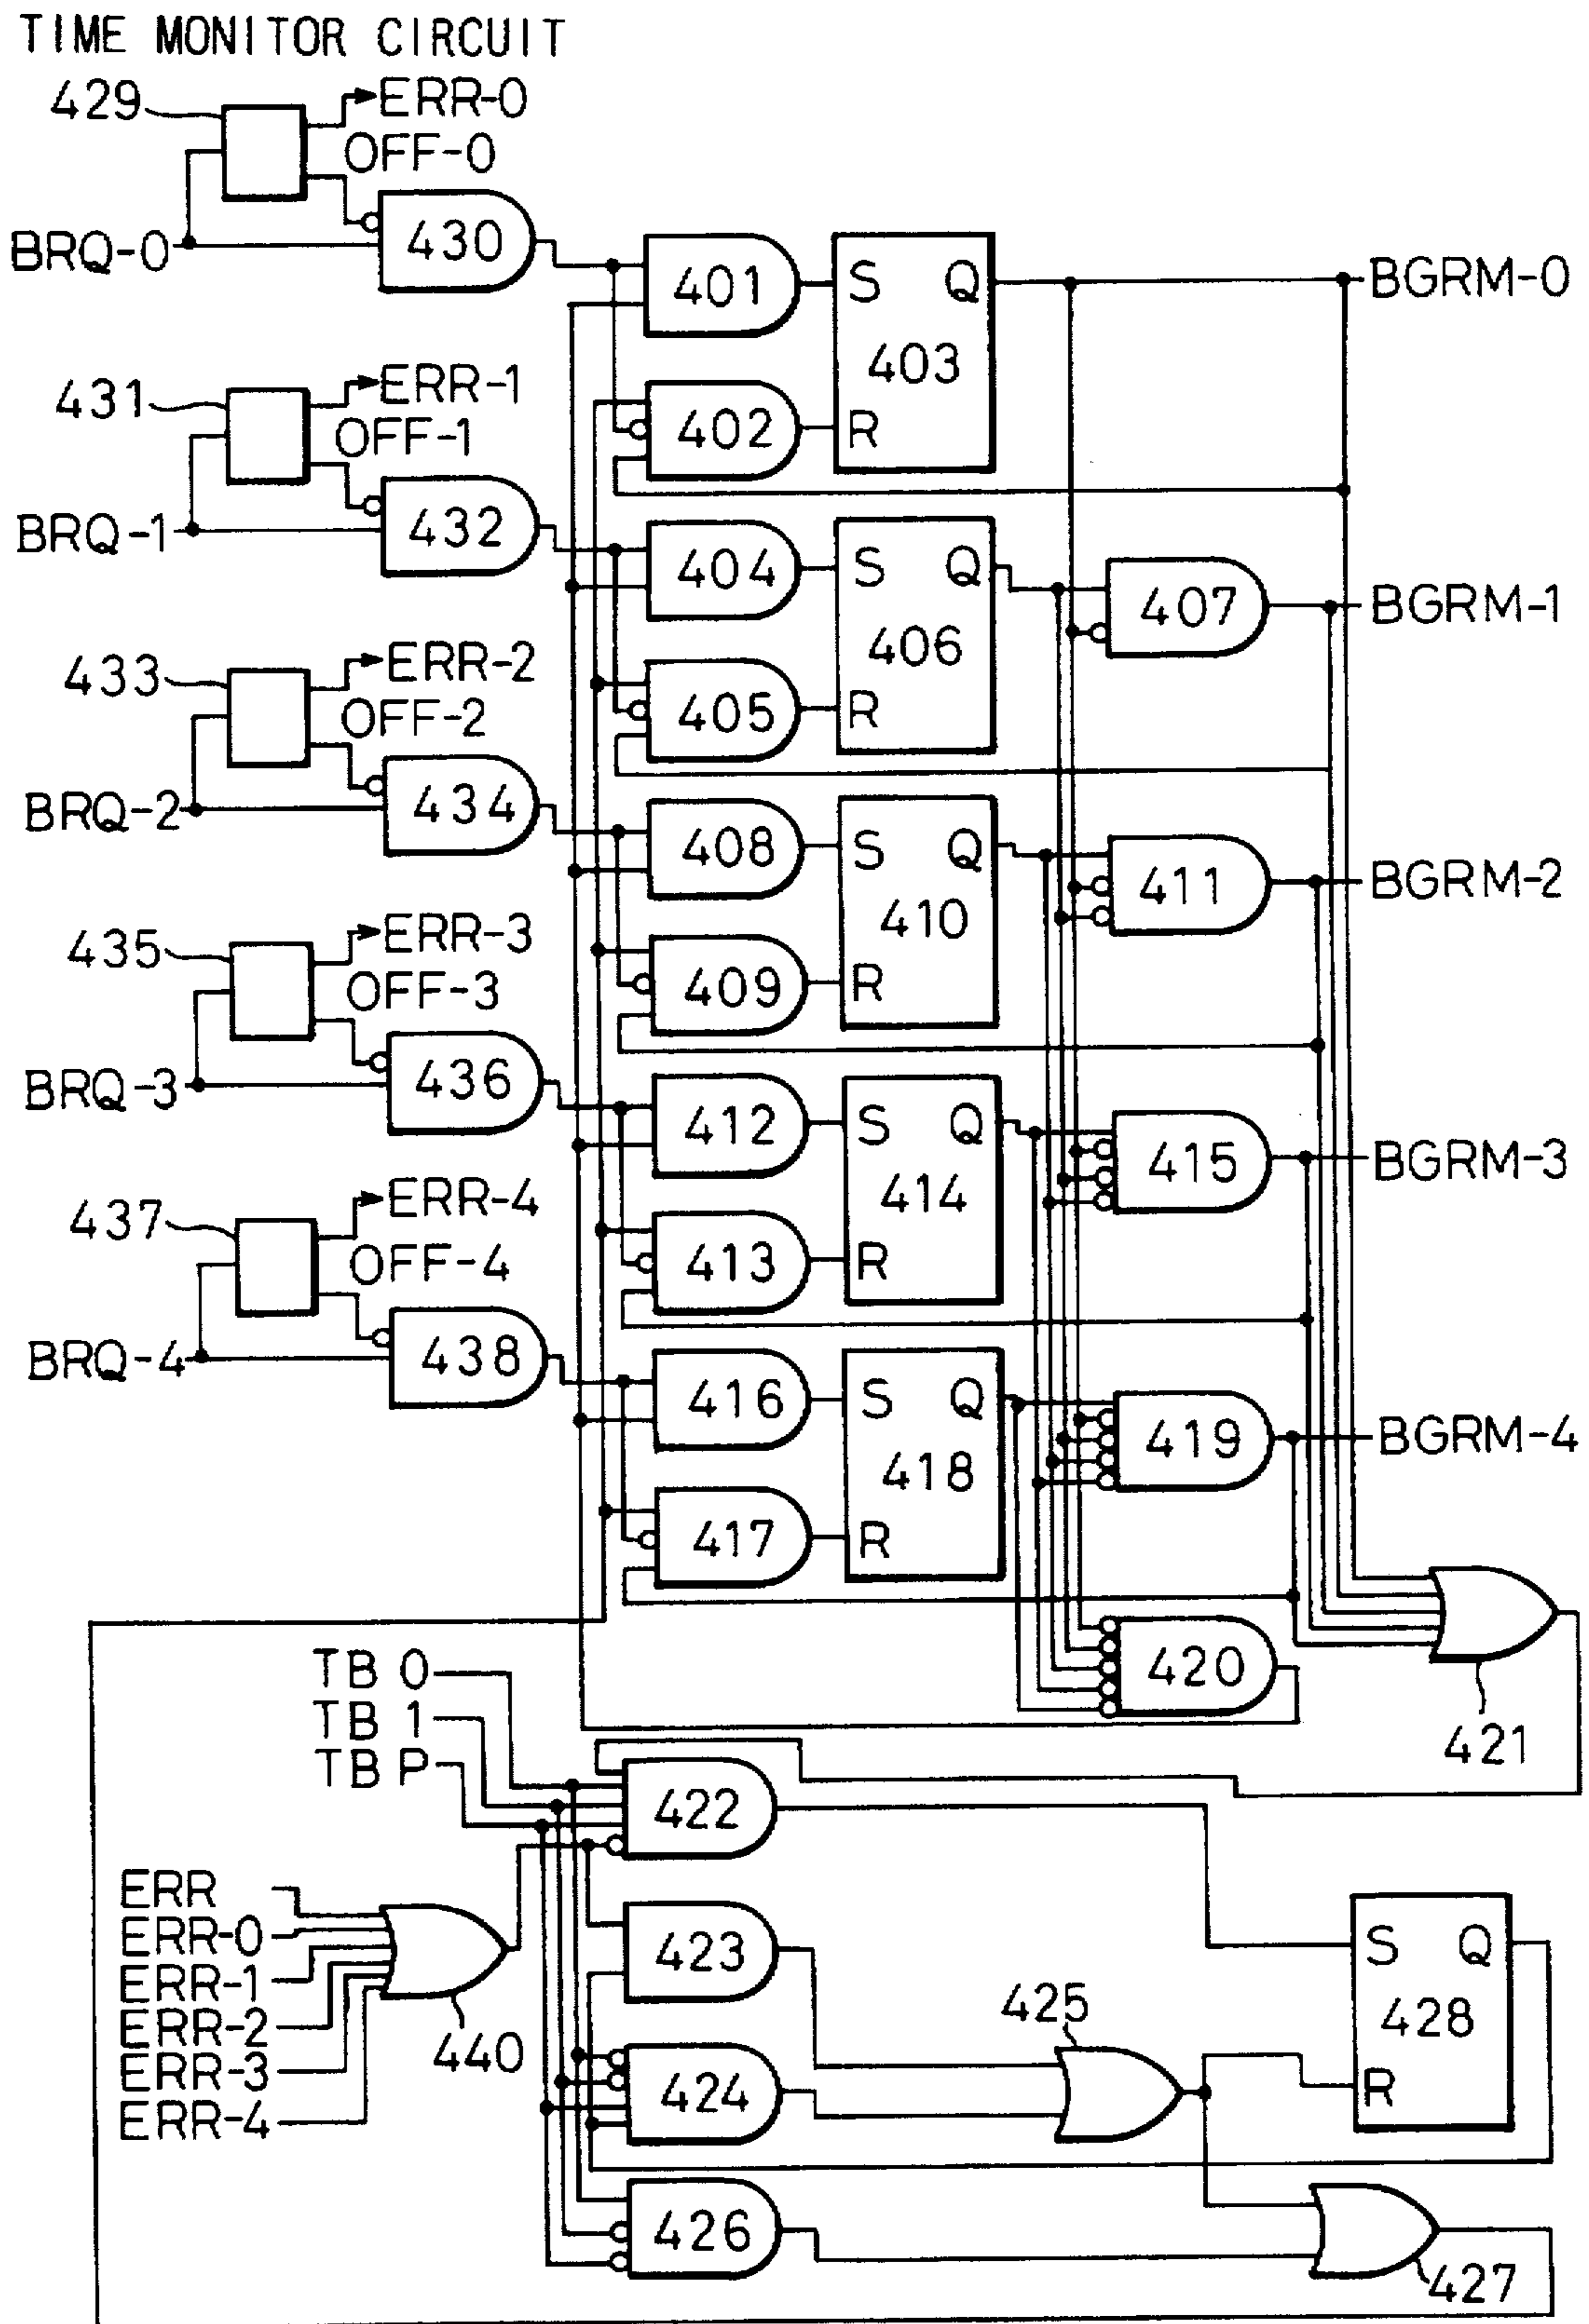 TIME MONITOR CIRCUIT
429
ERR-0
OFF-0
BRQ-0
430
401
S
Q
403
402
R
BGRM-0
431
ERR-1
OFF-1
BRQ-1
432
404
S
Q
406
405
R
407
BGRM-1
433
ERR-2
OFF-2
BRQ-2
434
408
S
Q
410
409
R
411
BGRM-2
435
ERR-3
OFF-3
BRQ-3
436
412
S
Q
414
413
R
415
BGRM-3
437
ERR-4
OFF-4
BRQ-4
438
416
S
Q
418
417
R
419
BGRM-4
420
421
TB 0
TB 1
TB P
422
ERR
ERR-0
ERR-1
ERR-2
ERR-3
ERR-4
440
423
424
425
S
Q
428
R
426
427